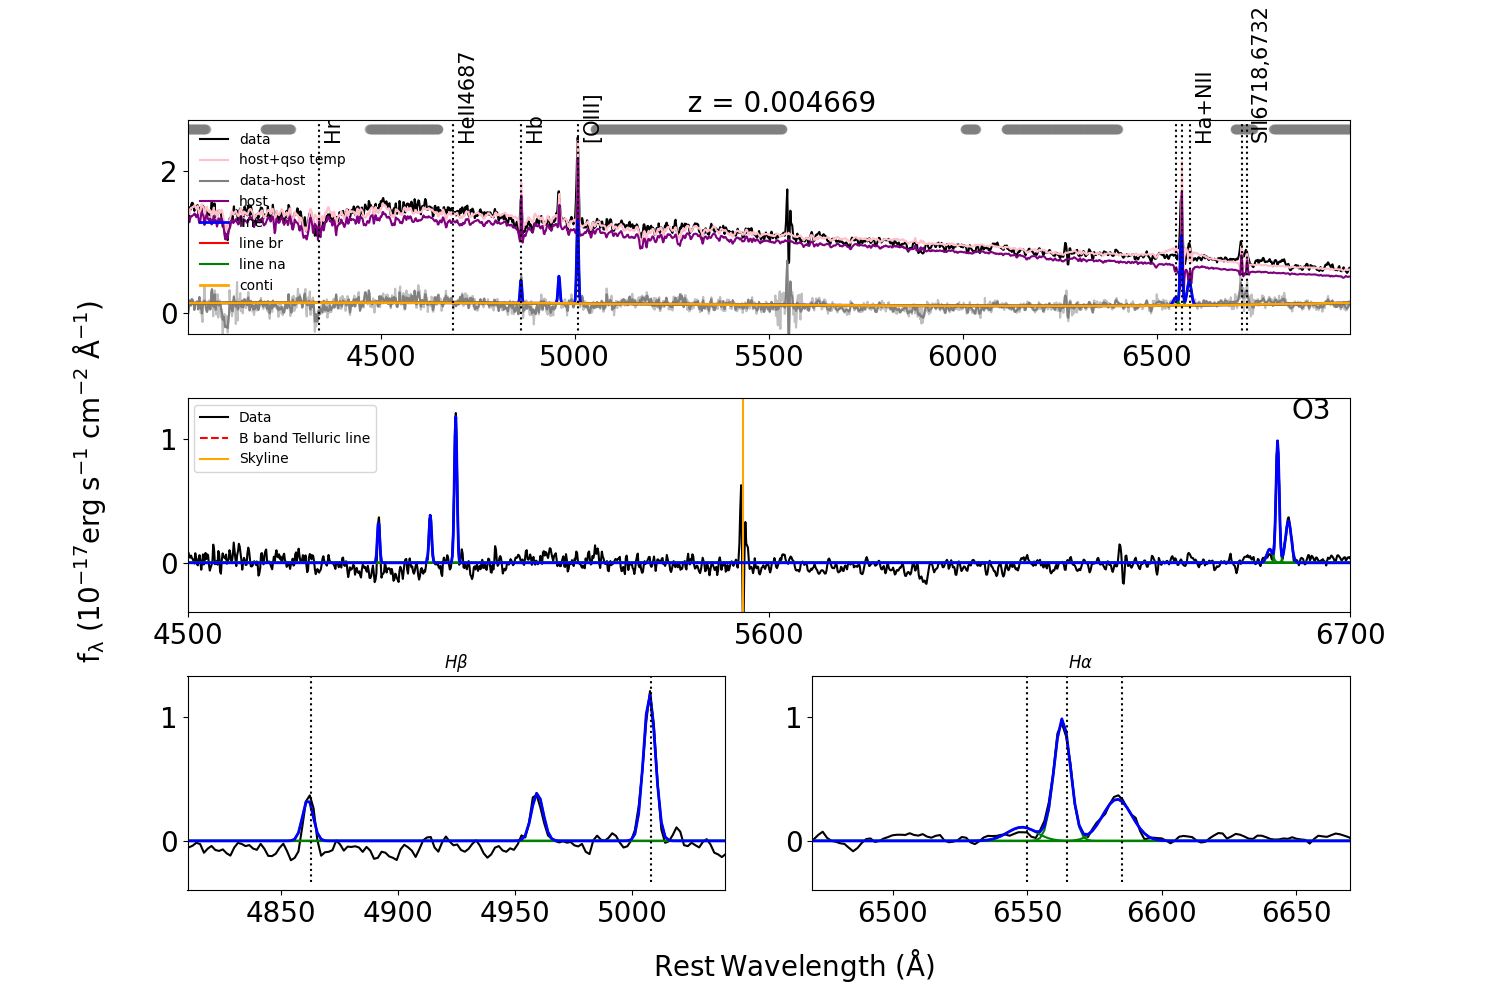 z = 0.004669
Hr
HeII4687
Hb
[OIII]
Ha+NII
SII6718,6732
data
host+qso temp
data-host
host
line
line br
line na
conti
2
0
4500 5000 5500 6000 6500
O3
Data
B band Telluric line
Skyline
1
0
4500 5600 6700
fλ (10⁻¹⁷erg s⁻¹ cm⁻² Å⁻¹)
Hβ
1
0
4850 4900 4950 5000
Hα
1
0
6500 6550 6600 6650
Rest Wavelength (Å)